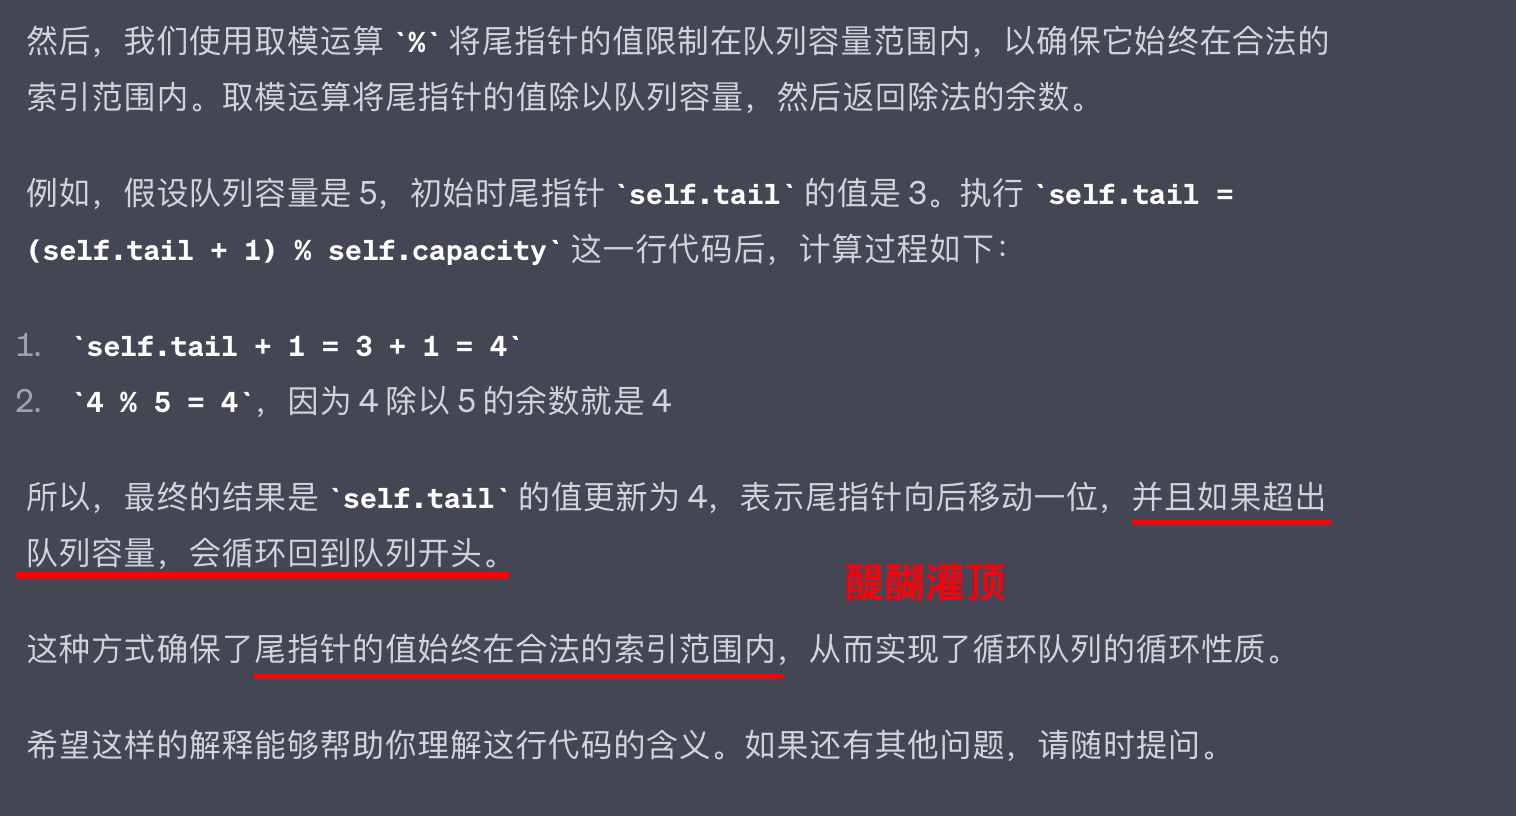 然后，我们使用取模运算 `%` 将尾指针的值限制在队列容量范围内，以确保它始终在合法的
索引范围内。取模运算将尾指针的值除以队列容量，然后返回除法的余数。
例如，假设队列容量是 5，初始时尾指针 `self.tail` 的值是 3。执行 `self.tail =
(self.tail + 1) % self.capacity` 这一行代码后，计算过程如下：
1. `self.tail + 1 = 3 + 1 = 4`
2. `4 % 5 = 4`，因为 4 除以 5 的余数就是 4
所以，最终的结果是 `self.tail` 的值更新为 4，表示尾指针向后移动一位，并且如果超出
队列容量，会循环回到队列开头。
醍醐灌顶
这种方式确保了尾指针的值始终在合法的索引范围内，从而实现了循环队列的循环性质。
希望这样的解释能够帮助你理解这行代码的含义。如果还有其他问题，请随时提问。